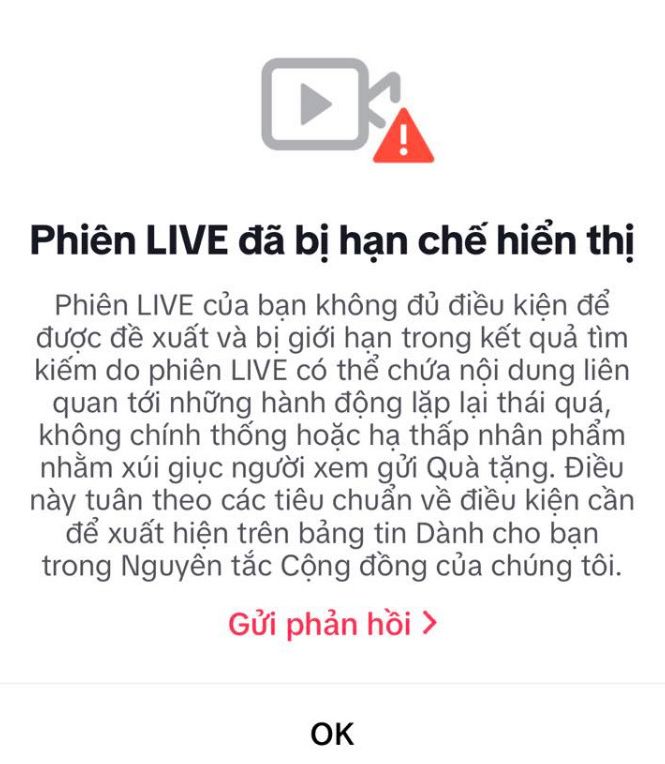 Phiên LIVE đã bị hạn chế hiển thị
Phiên LIVE của bạn không đủ điều kiện để
được đề xuất và bị giới hạn trong kết quả tìm
kiếm do phiên LIVE có thể chứa nội dung liên
quan tới những hành động lặp lại thái quá,
không chính thống hoặc hạ thấp nhân phẩm
nhằm xúi giục người xem gửi Quà tặng. Điều
này tuân theo các tiêu chuẩn về điều kiện cần
để xuất hiện trên bảng tin Dành cho bạn
trong Nguyên tắc Cộng đồng của chúng tôi.
Gửi phản hồi >
OK